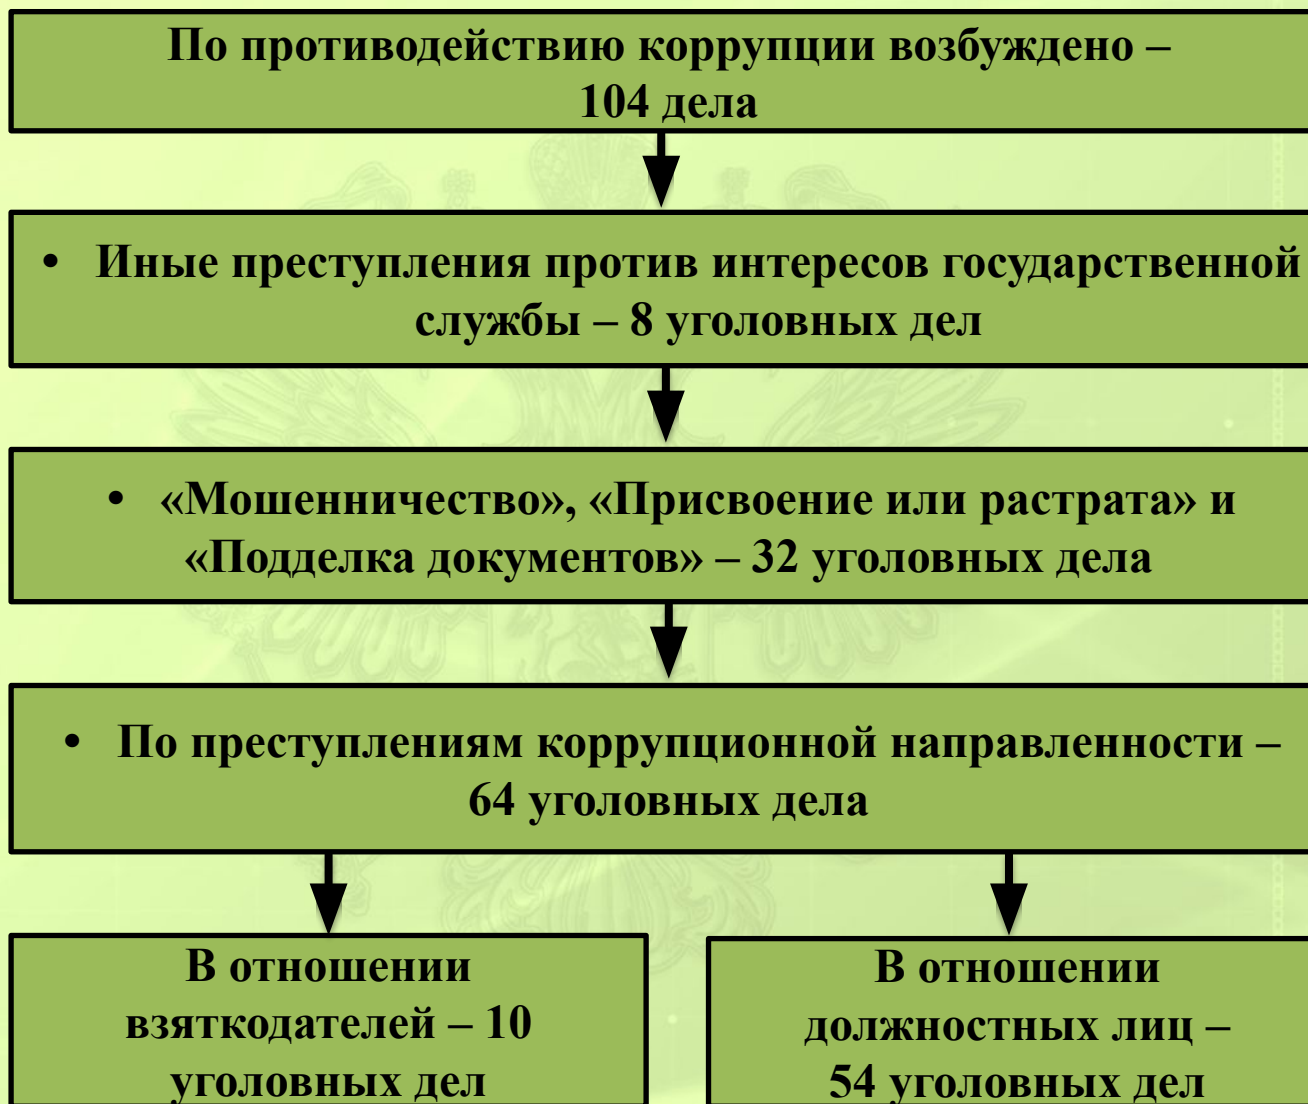 По противодействию коррупции возбуждено –
104 дела
• Иные преступления против интересов государственной
службы – 8 уголовных дел
• «Мошенничество», «Присвоение или растрата» и
«Подделка документов» – 32 уголовных дела
• По преступлениям коррупционной направленности –
64 уголовных дела
В отношении
взяткодателей – 10
уголовных дел
В отношении
должностных лиц –
54 уголовных дел